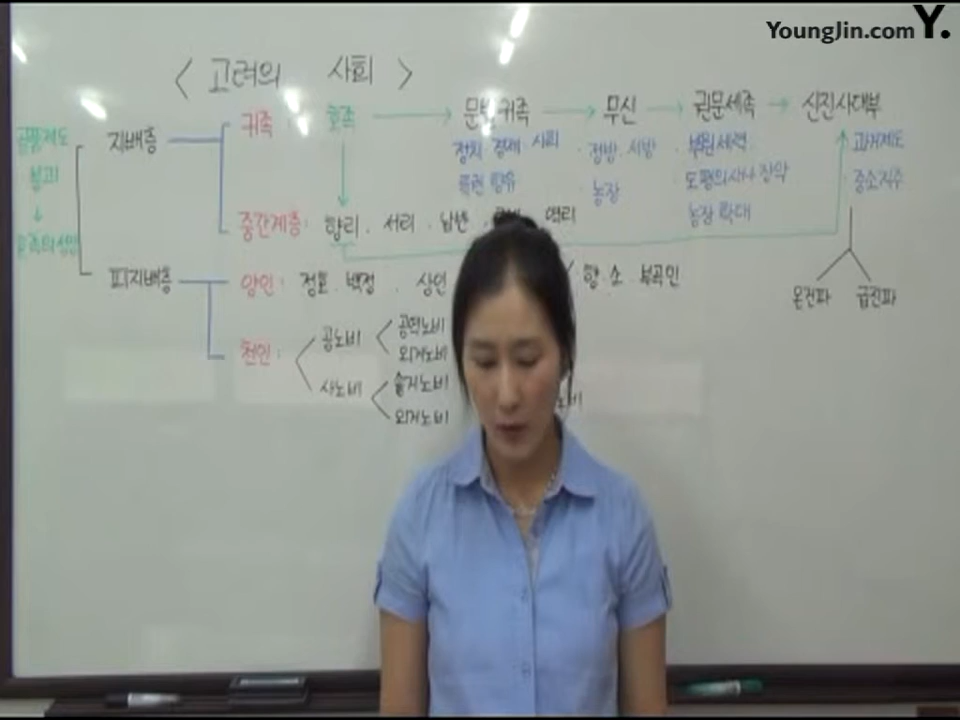 YoungJin.com Y.
< 고려의 사회 >
골품제도
붕괴
↓
지배층
귀족 : 호족 → 문벌귀족 → 무신 → 권문세족 → 신진사대부
정치 · 경제 사회
특권 향유
· 정방 · 서방
· 농장
· 부원세력
· 도평의사사 장악
· 농장 확대
· 과거제도
· 중소지주
온건파 급진파
중간계층 : 향리 · 서리 · 남반 역리
피지배층
양인 : 정호 · 백정 · 상인 향 · 소 부곡인
천인 :
공노비 < 공역노비
외거노비
사노비 < 솔거노비
외거노비